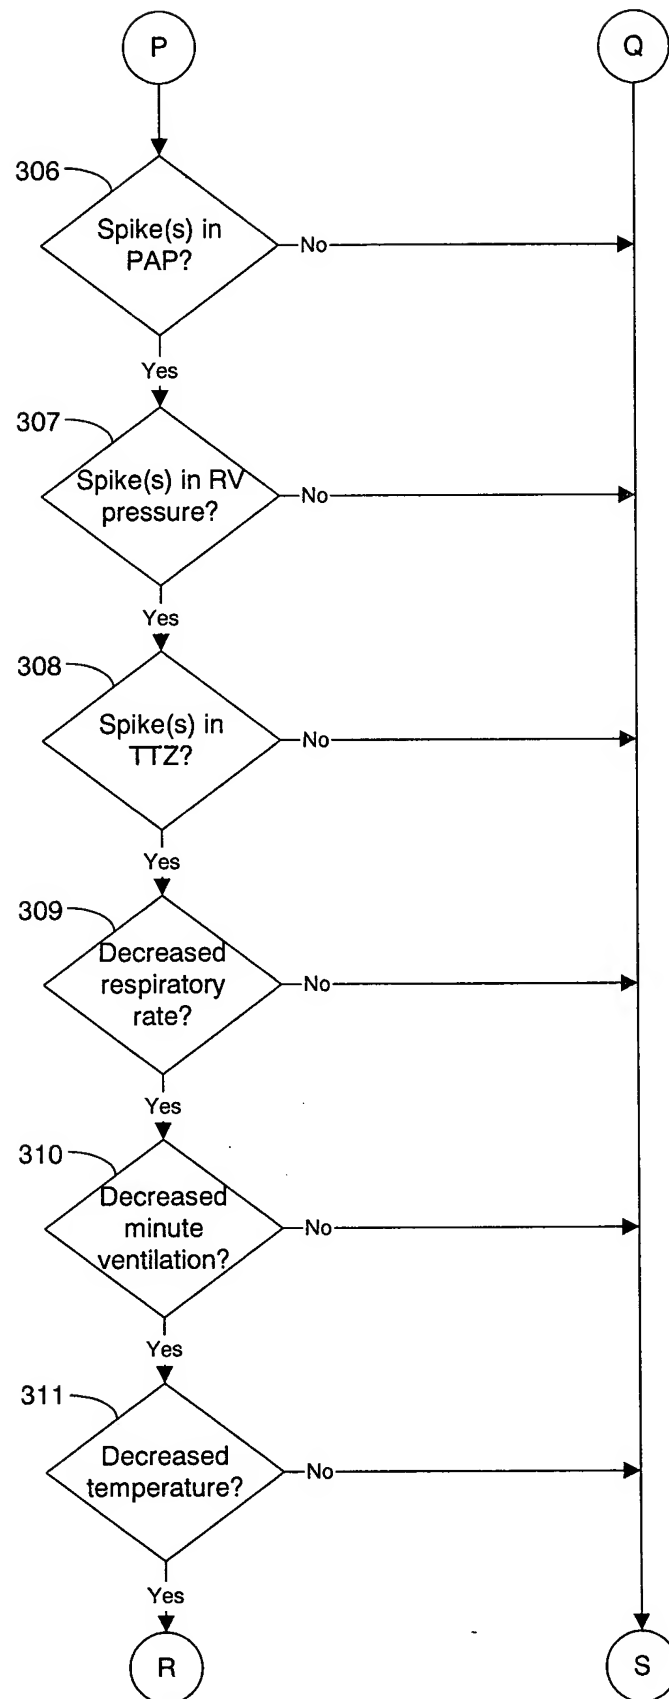 P
Q
306
Spike(s) in
PAP?
No
Yes
307
Spike(s) in RV
pressure?
No
Yes
308
Spike(s) in
TTZ?
No
Yes
309
Decreased
respiratory
rate?
No
Yes
310
Decreased
minute
ventilation?
No
Yes
311
Decreased
temperature?
No
Yes
R
S